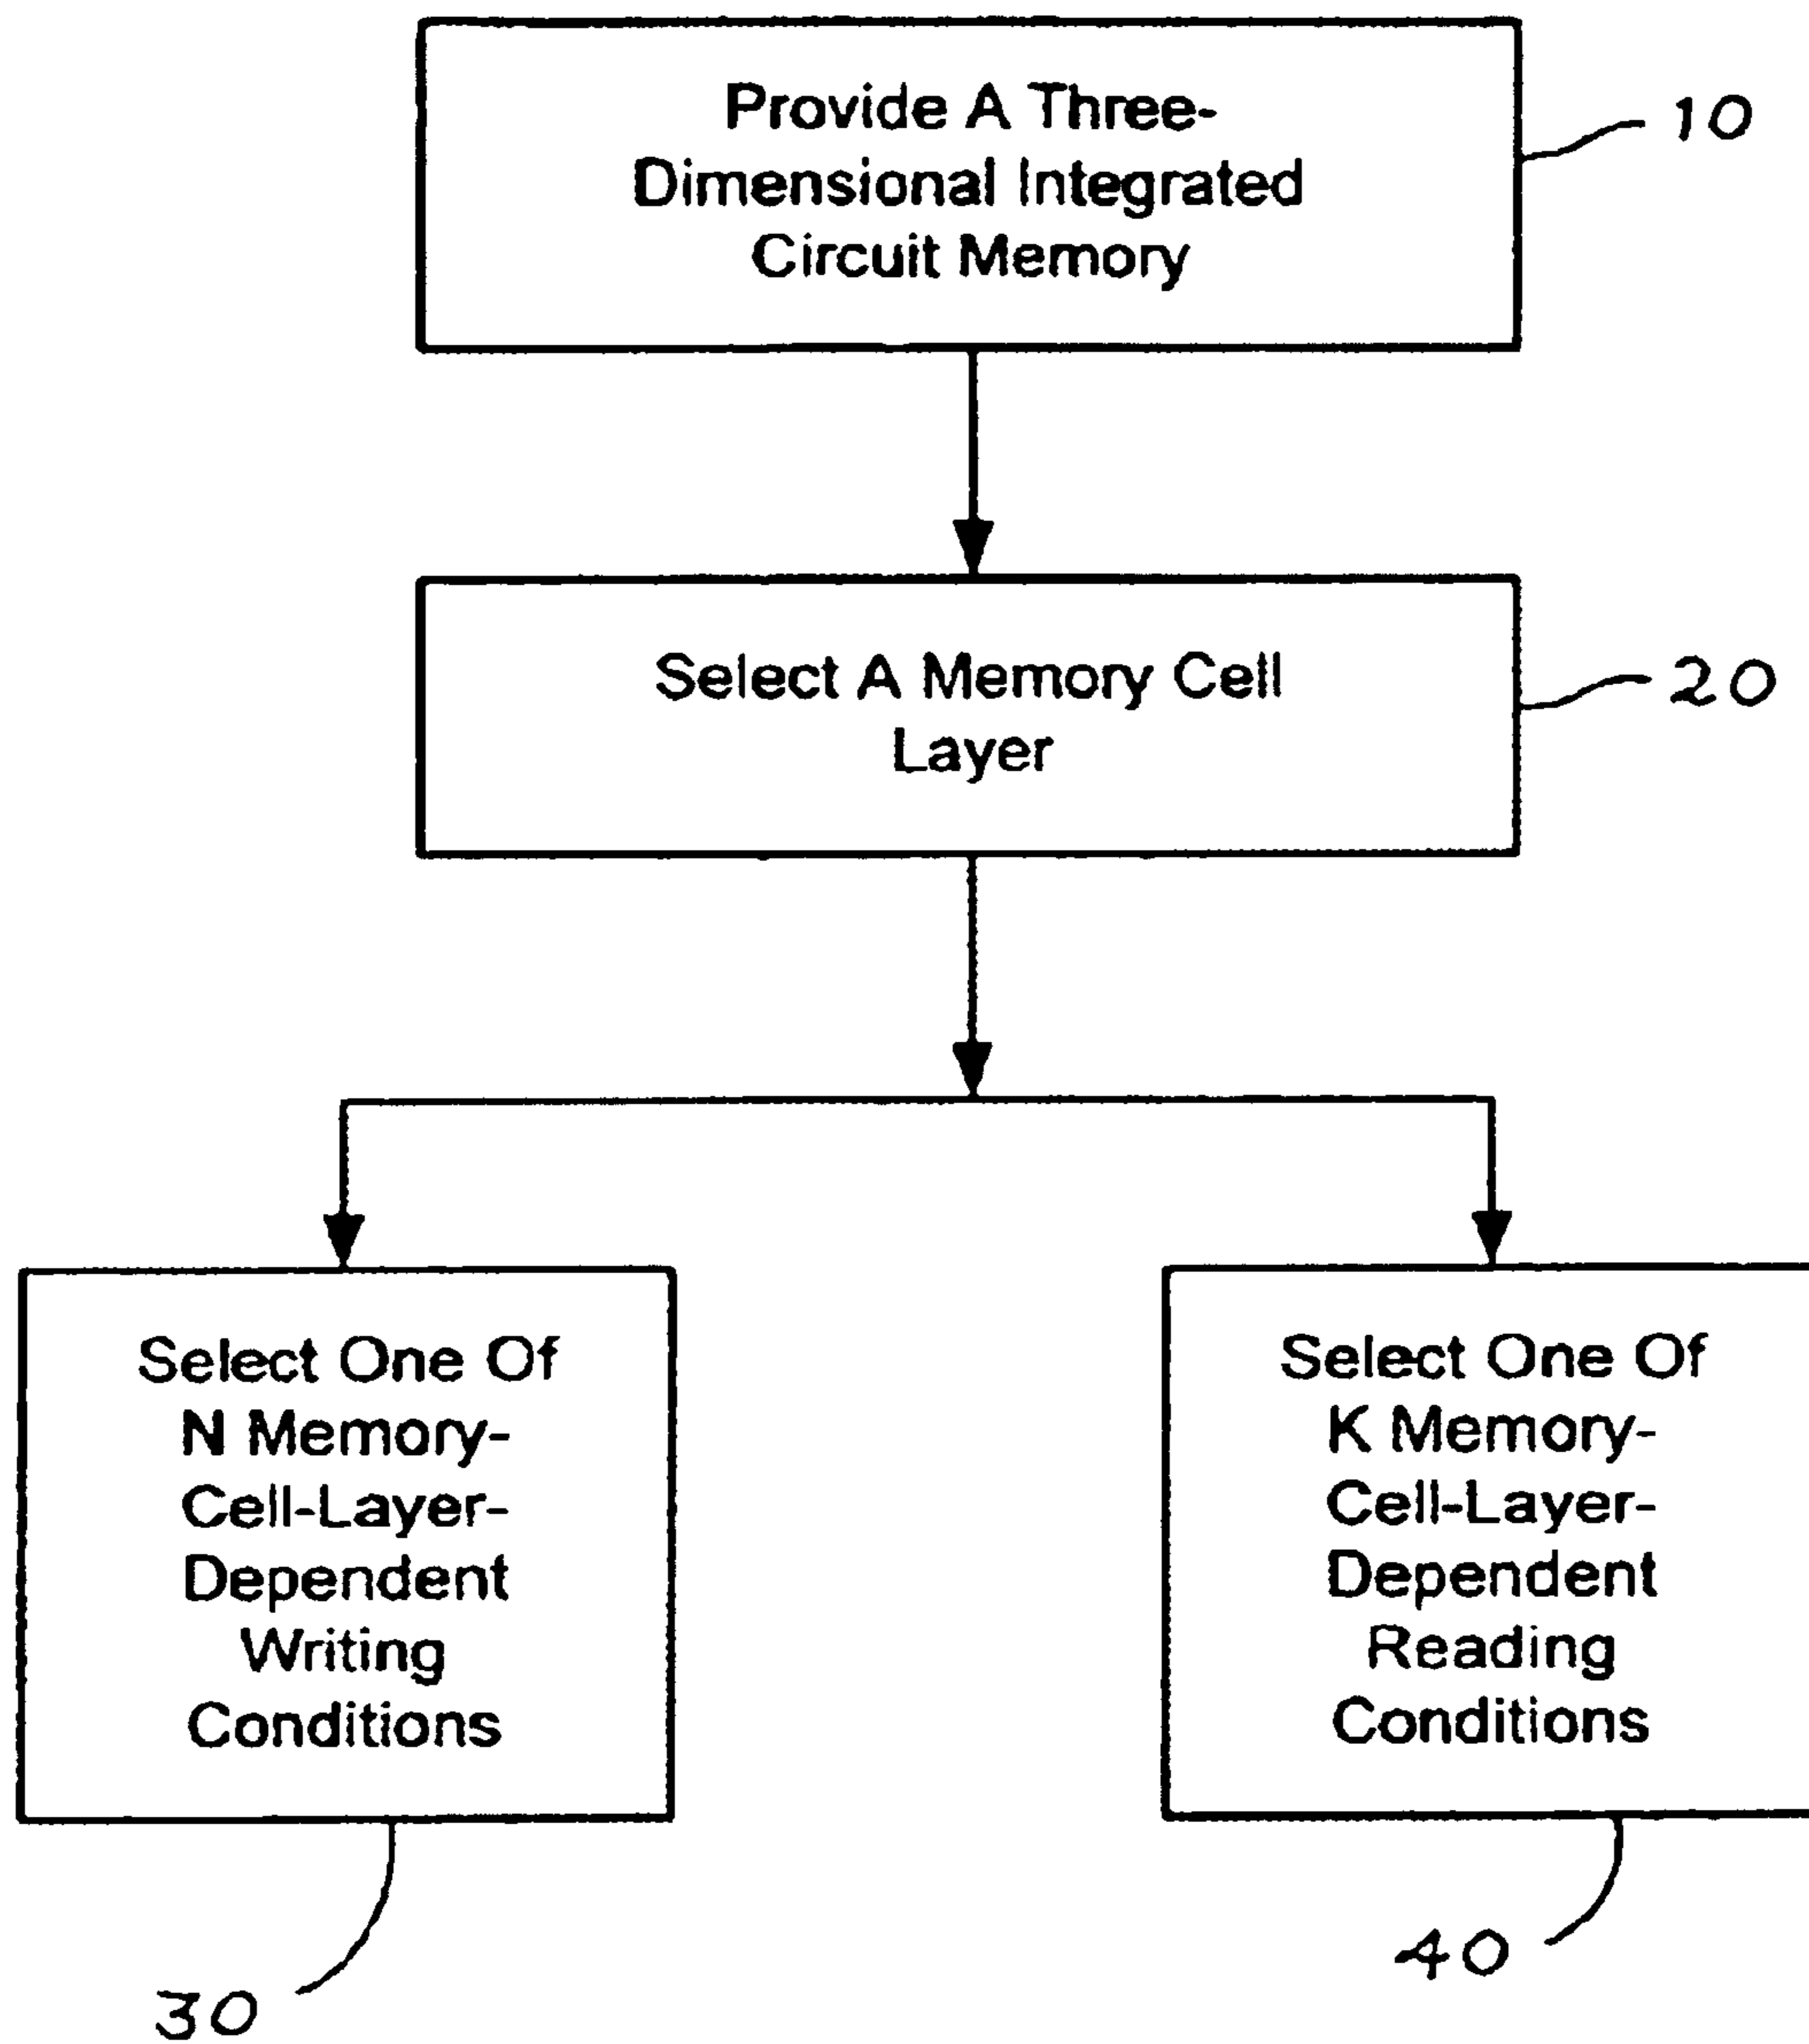 Provide A Three-
Dimensional Integrated
Circuit Memory
10
Select A Memory Cell
Layer
20
Select One Of
N Memory-
Cell-Layer-
Dependent
Writing
Conditions
30
Select One Of
K Memory-
Cell-Layer-
Dependent
Reading
Conditions
40